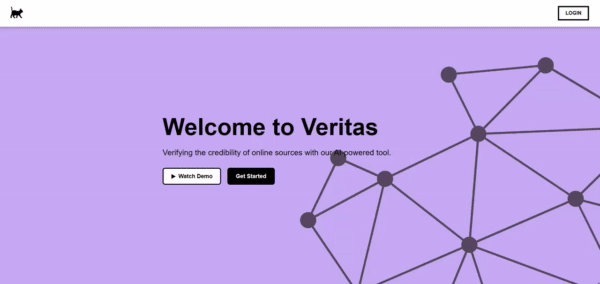 LOGIN
Welcome to Veritas
Verifying the credibility of online sources with our AI-powered tool.
▶ Watch Demo
Get Started